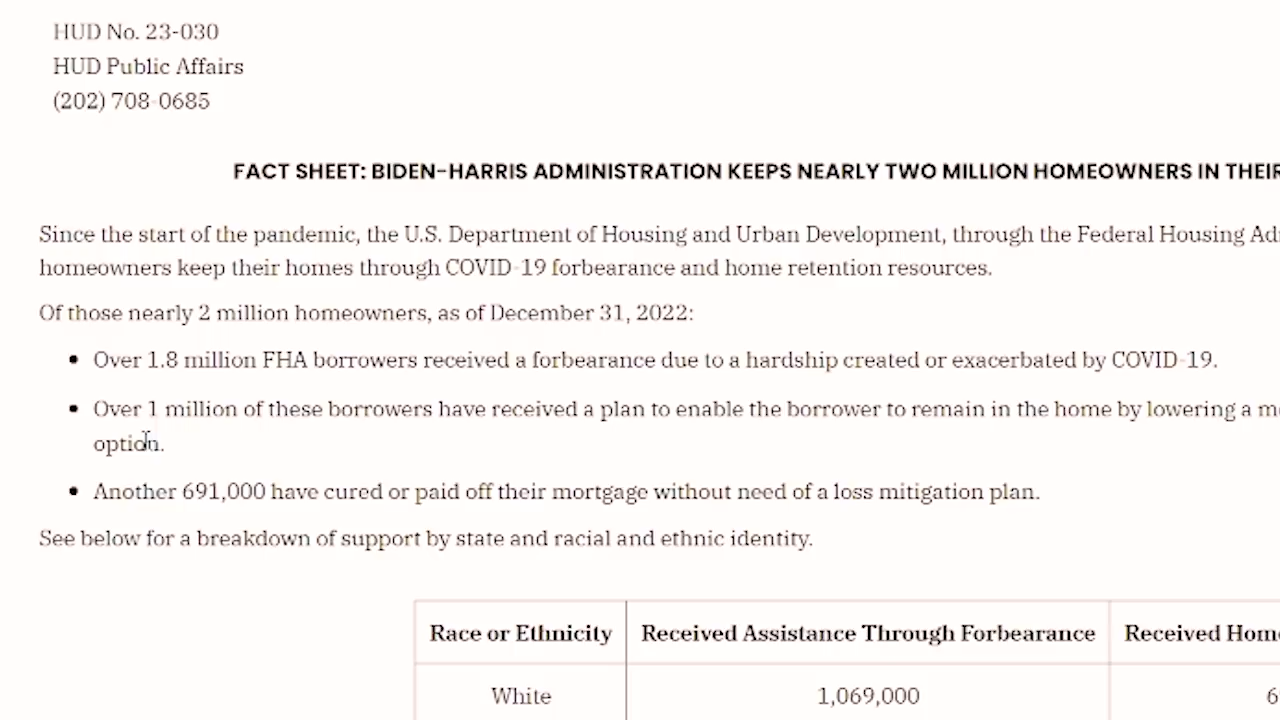 HUD No. 23-030
HUD Public Affairs
(202) 708-0685
FACT SHEET: BIDEN-HARRIS ADMINISTRATION KEEPS NEARLY TWO MILLION HOMEOWNERS IN THEIR
Since the start of the pandemic, the U.S. Department of Housing and Urban Development, through the Federal Housing
homeowners keep their homes through COVID-19 forbearance and home retention resources.
Of those nearly 2 million homeowners, as of December 31, 2022:
Over 1.8 million FHA borrowers received a forbearance due to a hardship created or exacerbated by COVID-19.
Over 1 million of these borrowers have received a plan to enable the borrower to remain in the home by lowering a
option.
Another 691,000 have cured or paid off their mortgage without need of a loss mitigation plan.
See below for a breakdown of support by state and racial and ethnic identity.
Race or Ethnicity Received Assistance Through Forbearance Received
White 1,069,000